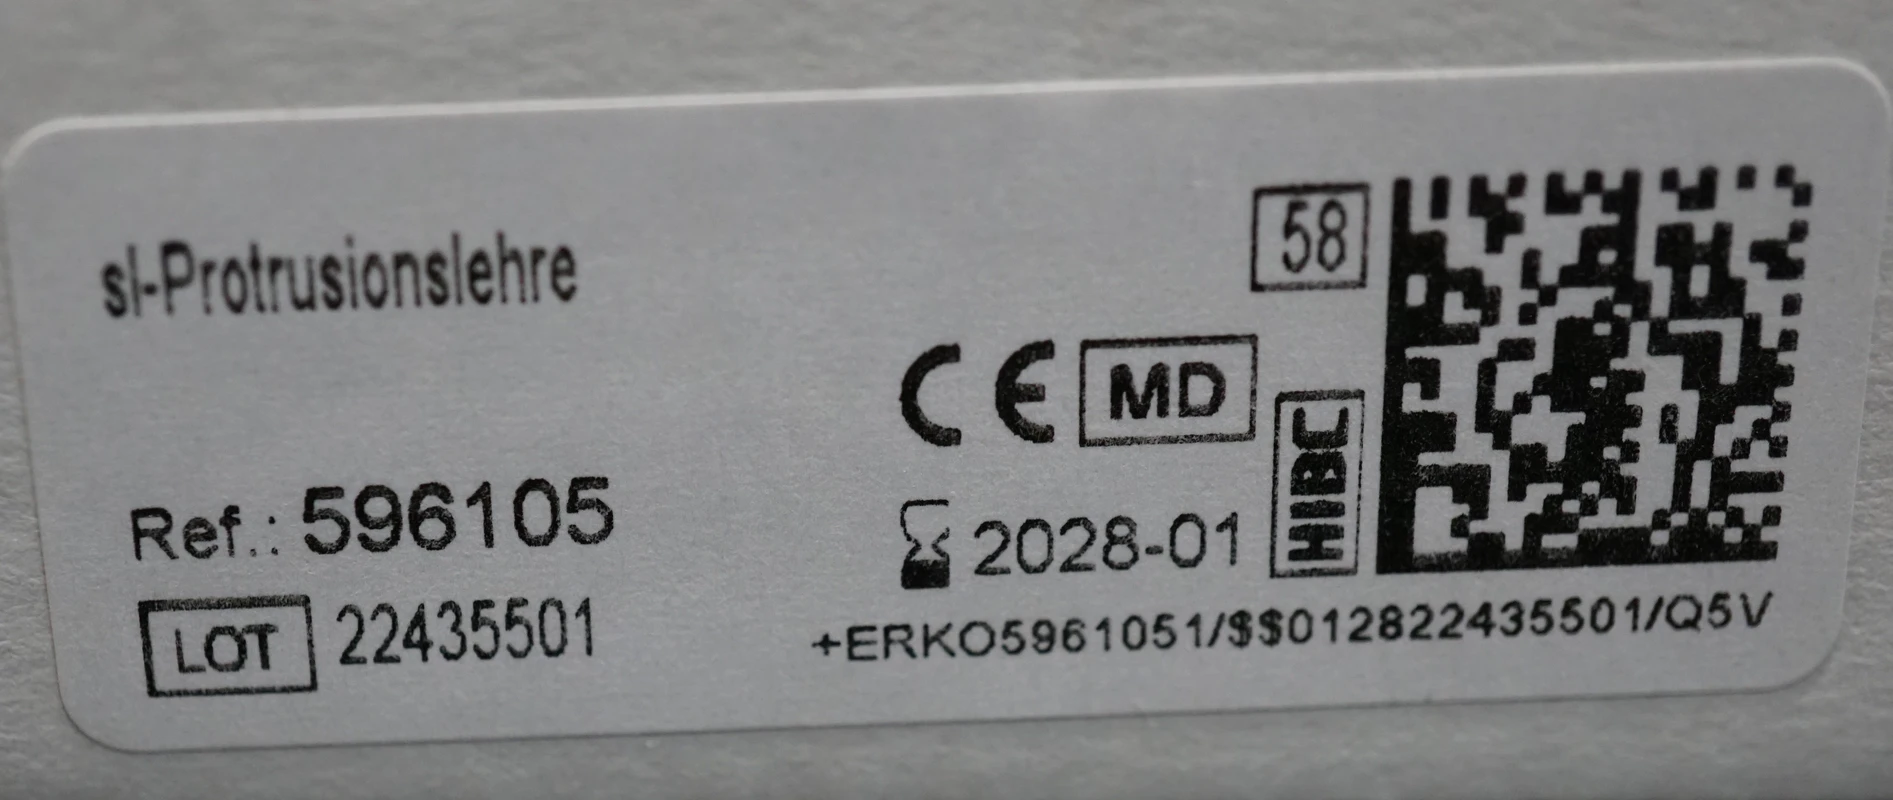 sl-Protrusionslehre
58
CE MD
HIBC
Ref.: 596105
2028-01
LOT 22435501
+ERKO5961051/$$012822435501/Q5V